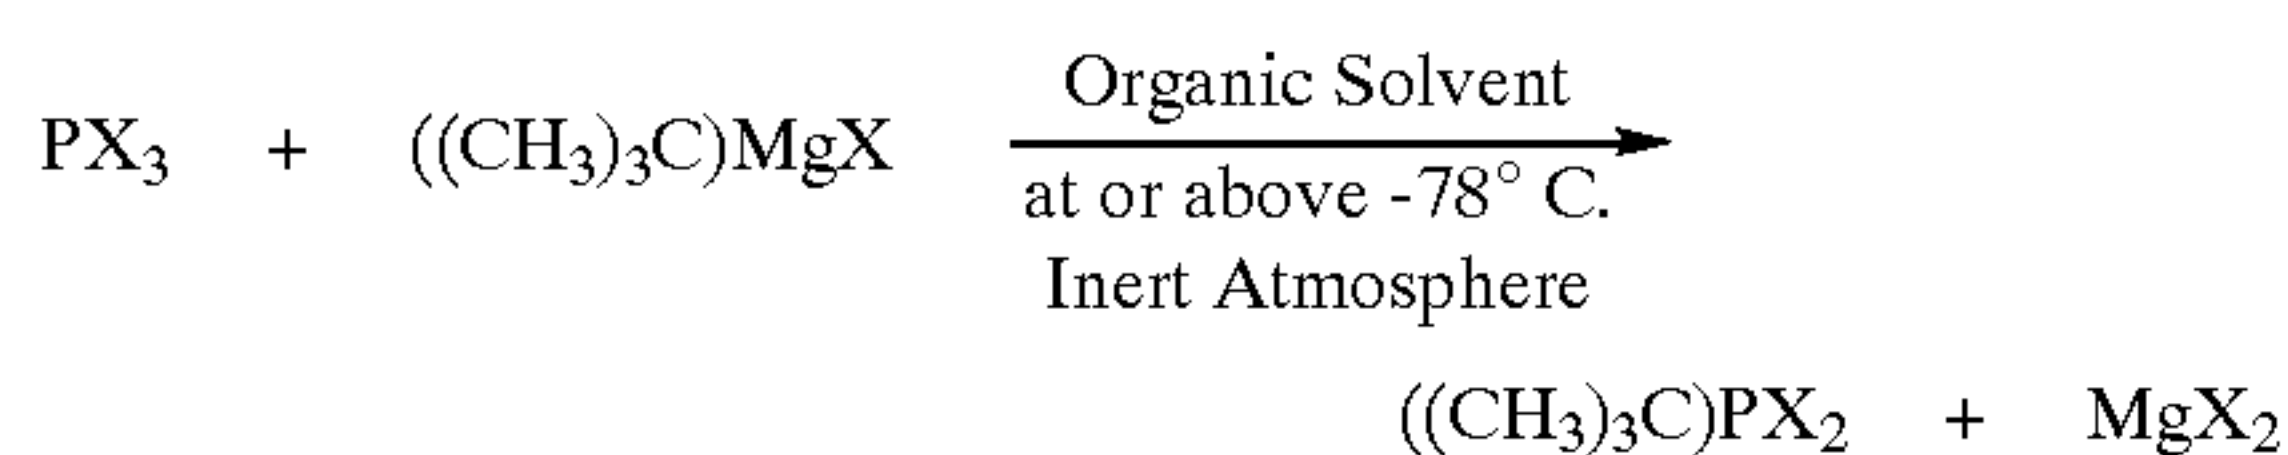 Organic Solvent
PX₃ + ((CH₃)₃C)MgX
at or above -78° C.
Inert Atmosphere
((CH₃)₃C)PX₂ + MgX₂